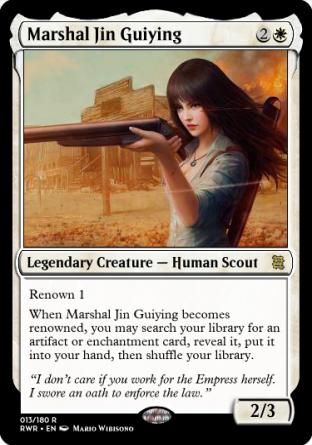 Marshal Jin Guiying 2
Legendary Creature — Human Scout
Renown 1
When Marshal Jin Guiying becomes
renowned, you may search your library for an
artifact or enchantment card, reveal it, put it
into your hand, then shuffle your library.
“I don't care if you work for the Empress herself.
I swore an oath to enforce the law.”
2/3
013/180 R
RWR • EN Mario Wibisono